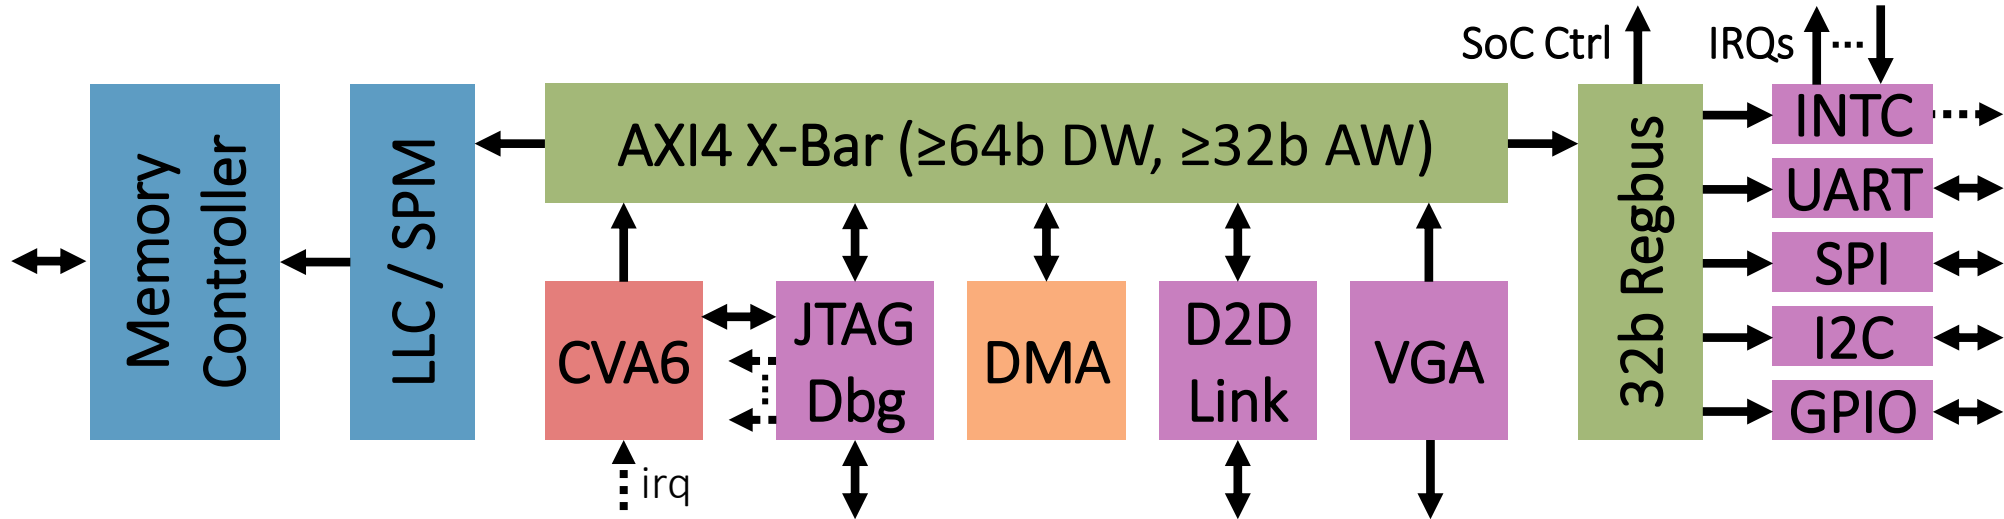 SoC Ctrl
IRQs
Memory
Controller
LLC / SPM
AXI4 X-Bar (≥64b DW, ≥32b AW)
32b Regbus
INTC
UART
SPI
I2C
GPIO
CVA6
JTAG
Dbg
DMA
D2D
Link
VGA
irq